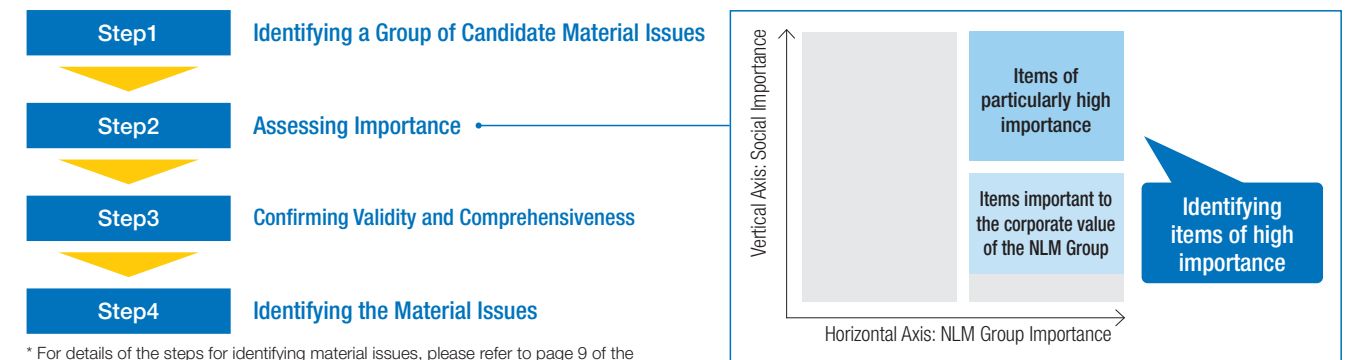 Step1
Identifying a Group of Candidate Material Issues
Step2
Assessing Importance
Step3
Confirming Validity and Comprehensiveness
Step4
Identifying the Material Issues
* For details of the steps for identifying material issues, please refer to page 9 of the
Vertical Axis: Social Importance
Items of
particularly high
importance
Items important to
the corporate value
of the NLM Group
Identifying
items of high
importance
Horizontal Axis: NLM Group Importance